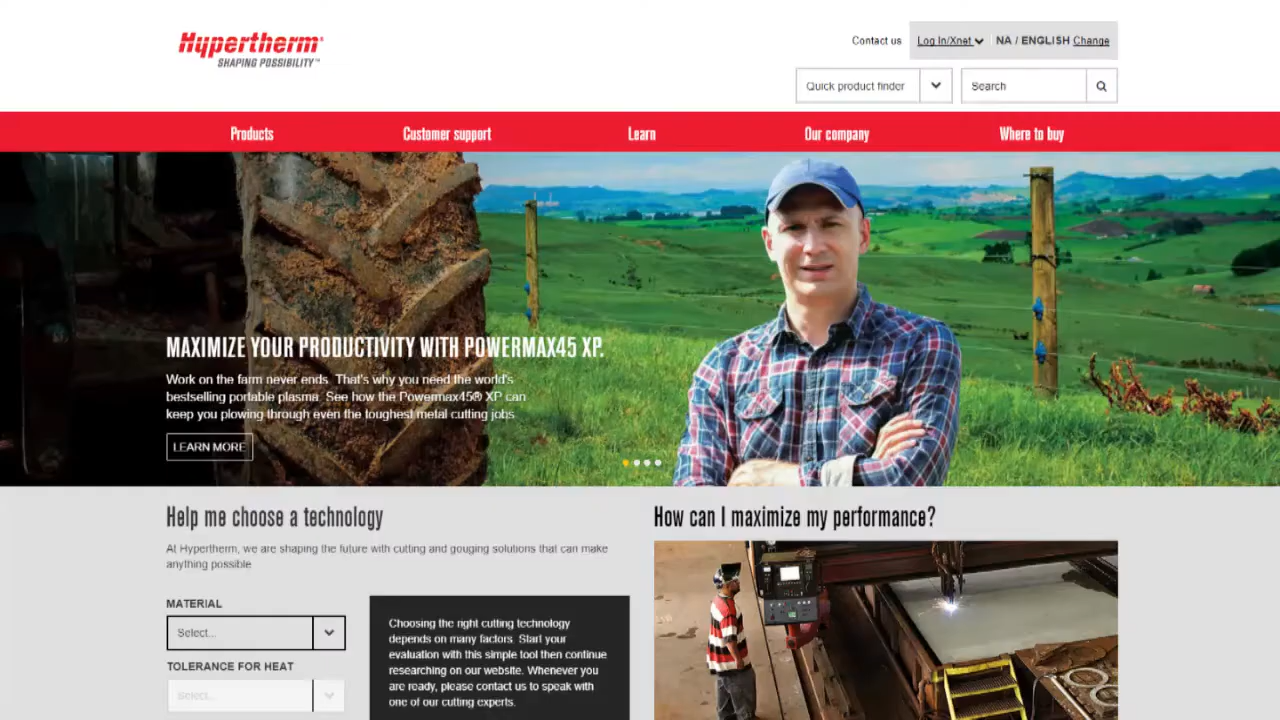 Hypertherm®
SHAPING POSSIBILITY™
Contact us
Log In/Xnet
NA / ENGLISH Change
Quick product finder
Search
Products
Customer support
Learn
Our company
Where to buy
MAXIMIZE YOUR PRODUCTIVITY WITH POWERMAX45 XP.
Work on the farm never ends. That's why you need the world's
bestselling portable plasma. See how the Powermax45® XP can
keep you plowing through even the toughest metal cutting jobs.
LEARN MORE
Help me choose a technology
At Hypertherm, we are shaping the future with cutting and gouging solutions that can make
anything possible
MATERIAL
Select...
TOLERANCE FOR HEAT
Select...
Choosing the right cutting technology
depends on many factors. Start your
evaluation with this simple tool then continue
researching on our website. Whenever you
are ready, please contact us to speak with
one of our cutting experts.
How can I maximize my performance?